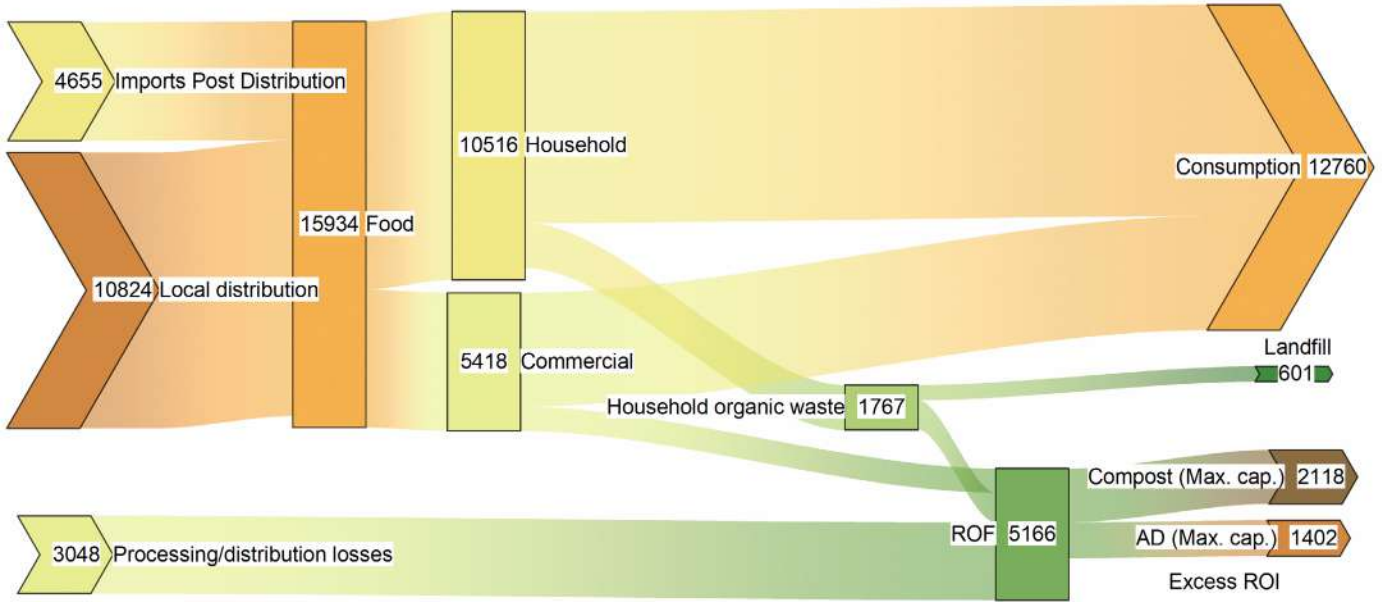 4655 Imports Post Distribution
10824 Local distribution
3048 Processing/distribution losses
15934 Food
10516 Household
5418 Commercial
Household organic waste 1767
ROF 5166
Consumption 12760
Landfill
601
Compost (Max. cap.) 2118
AD (Max. cap.) 1402
Excess ROI